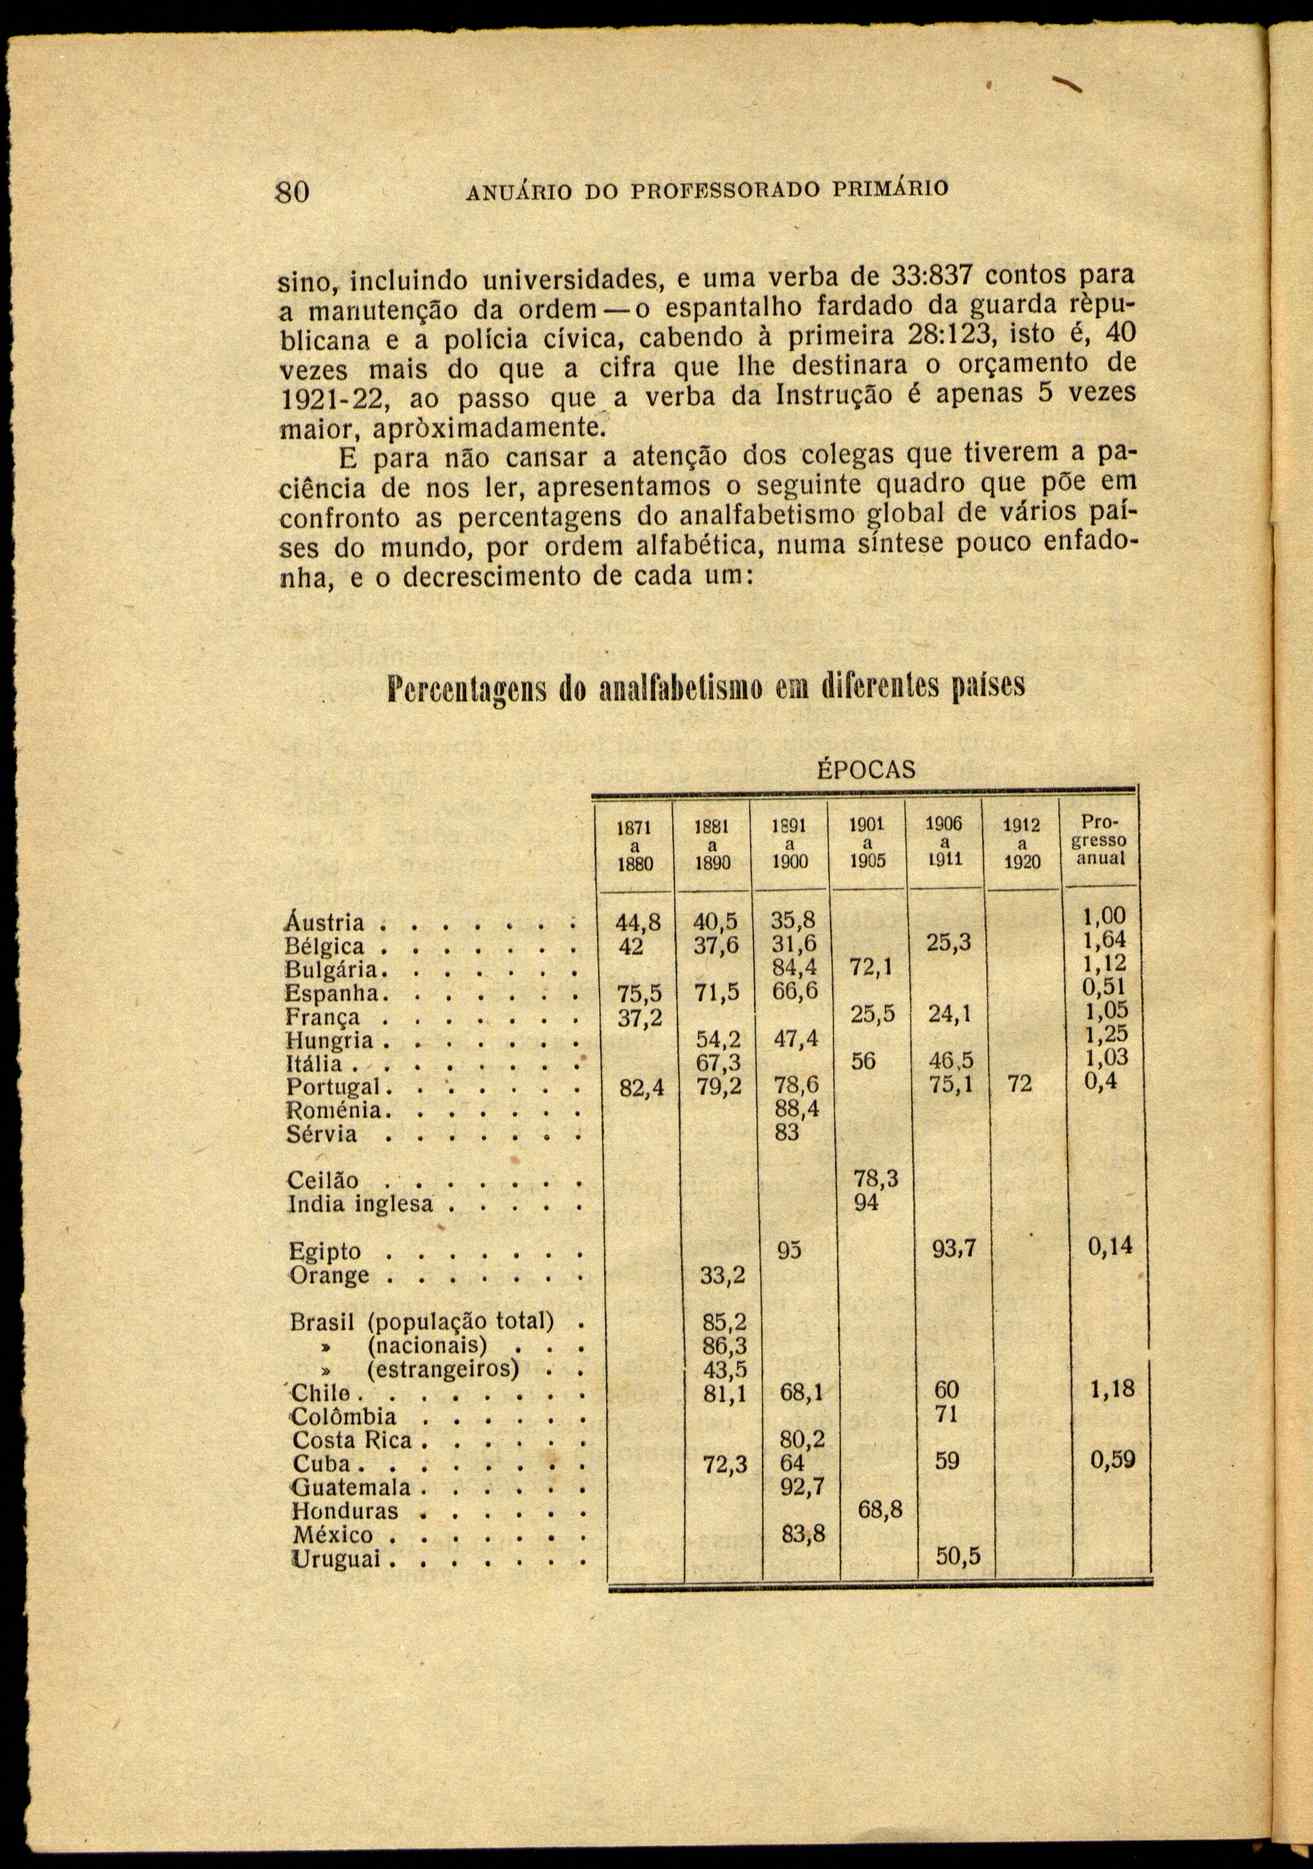 80 ANUÁRIO DO PROFESSORADO PRIMÁRIO
sino, incluindo universidades, e uma verba de 33:837 contos para
a manutenção da ordem — o espantalho fardado da guarda rèpu-
blicana e a polícia cívica, cabendo à primeira 28:123, isto é, 40
vezes mais do que a cifra que lhe destinara o orçamento de
1921-22, ao passo que a verba da Instrução é apenas 5 vezes
maior, apròximadamente.
E para não cansar a atenção dos colegas que tiverem a pa-
ciência de nos ler, apresentamos o seguinte quadro que põe em
confronto as percentagens do analfabetismo global de vários paí-
ses do mundo, por ordem alfabética, numa síntese pouco enfado-
nha, e o decrescimento de cada um:
Percentagens do analfabetismo em diferentes países
ÉPOCAS
1871 a 1880 1881 a 1890 1891 a 1900 1901 a 1905 1906 a 1911 1912 a 1920 Pro-gresso anual
Áustria . . . . . . . 44,8 40,5 35,8 1,00
Bélgica . . . . . . . 42 37,6 31,6 25,3 1,64
Bulgária. . . . . . . 84,4 72,1 1,12
Espanha. . . . . . . 75,5 71,5 66,6 0,51
França . . . . . . . 37,2 25,5 24,1 1,05
Hungria . . . . . . . 54,2 47,4 1,25
Itália . . . . . . . . 67,3 56 46,5 1,03
Portugal. . . . . . . 82,4 79,2 78,6 75,1 72 0,4
Roménia. . . . . . . 88,4
Sérvia . . . . . . . 83
Ceilão . . . . . . . 78,3
India inglesa . . . . . 94
Egipto . . . . . . . 95 93,7 0,14
Orange . . . . . . . 33,2
Brasil (população total) . 85,2
» (nacionais) . . . 86,3
» (estrangeiros) . . 43,5
Chile . . . . . . . . 81,1 68,1 60 1,18
Colômbia . . . . . . 71
Costa Rica . . . . . . 80,2
Cuba . . . . . . . . 72,3 64 59 0,59
Guatemala . . . . . . 92,7
Honduras . . . . . . 68,8
México . . . . . . . 83,8
Uruguai . . . . . . . 50,5